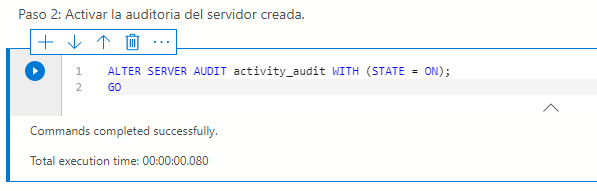 Paso 2: Activar la auditoria del servidor creada.
1 ALTER SERVER AUDIT activity_audit WITH (STATE = ON);
2 GO
Commands completed successfully.
Total execution time: 00:00:00.080